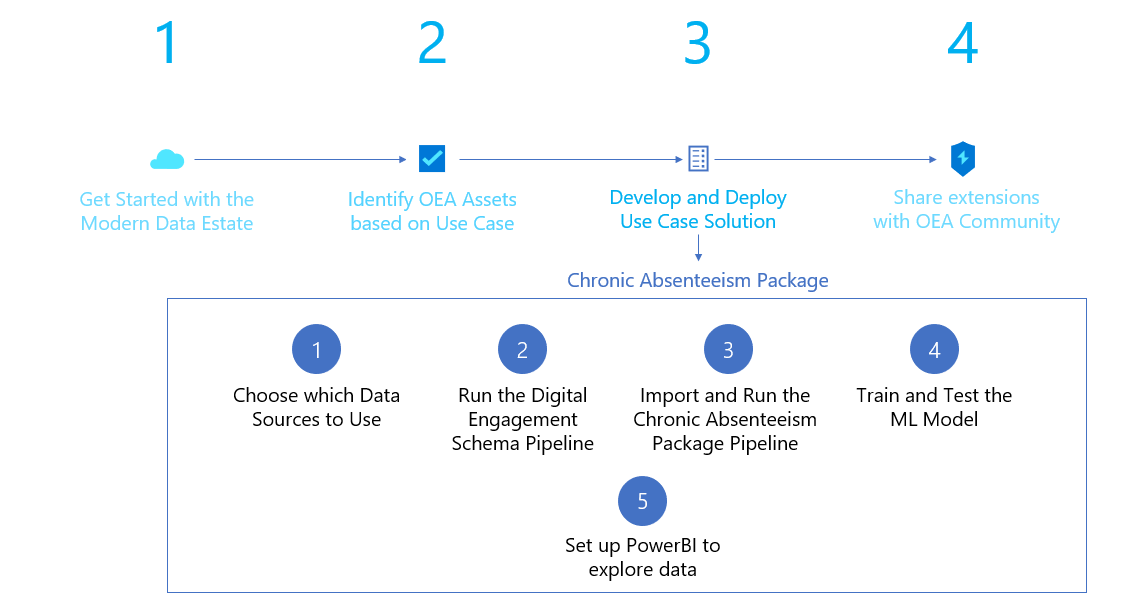 1
2
3
4
Get Started with the
Modern Data Estate
Identify OEA Assets
based on Use Case
Develop and Deploy
Use Case Solution
Share extensions
with OEA Community
Chronic Absenteeism Package
1
Choose which Data
Sources to Use
2
Run the Digital
Engagement
Schema Pipeline
3
Import and Run the
Chronic Absenteeism
Package Pipeline
4
Train and Test the
ML Model
5
Set up PowerBI to
explore data